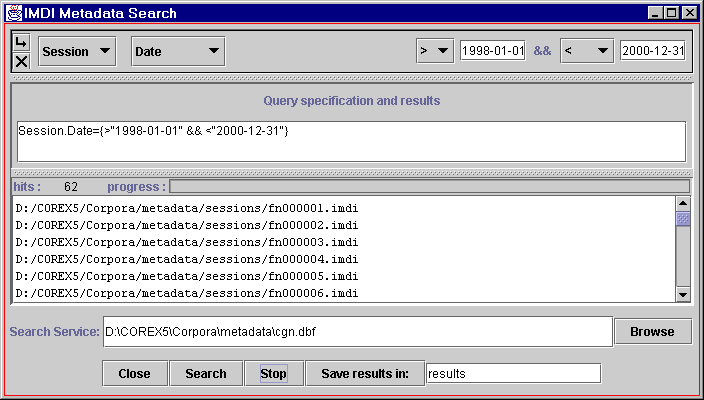 IMDI Metadata Search
Session Date > 1998-01-01 && < 2000-12-31
Query specification and results
Session.Date={>"1998-01-01" && <"2000-12-31"}
hits : 62 progress :
D:/COREX5/Corpora/metadata/sessions/fn000001.imdi
D:/COREX5/Corpora/metadata/sessions/fn000002.imdi
D:/COREX5/Corpora/metadata/sessions/fn000003.imdi
D:/COREX5/Corpora/metadata/sessions/fn000004.imdi
D:/COREX5/Corpora/metadata/sessions/fn000005.imdi
D:/COREX5/Corpora/metadata/sessions/fn000006.imdi
Search Service: D:\COREX5\Corpora\metadata\cgn.dbf Browse
Close Search Stop Save results in: results